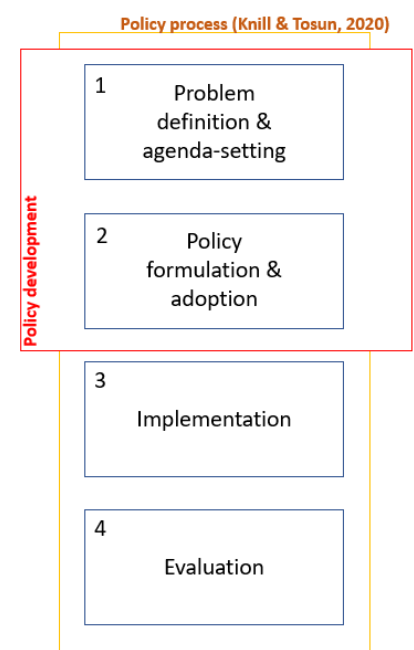 Policy process (Knill & Tosun, 2020)
Policy development
1
Problem
definition &
agenda-setting
2
Policy
formulation &
adoption
3
Implementation
4
Evaluation